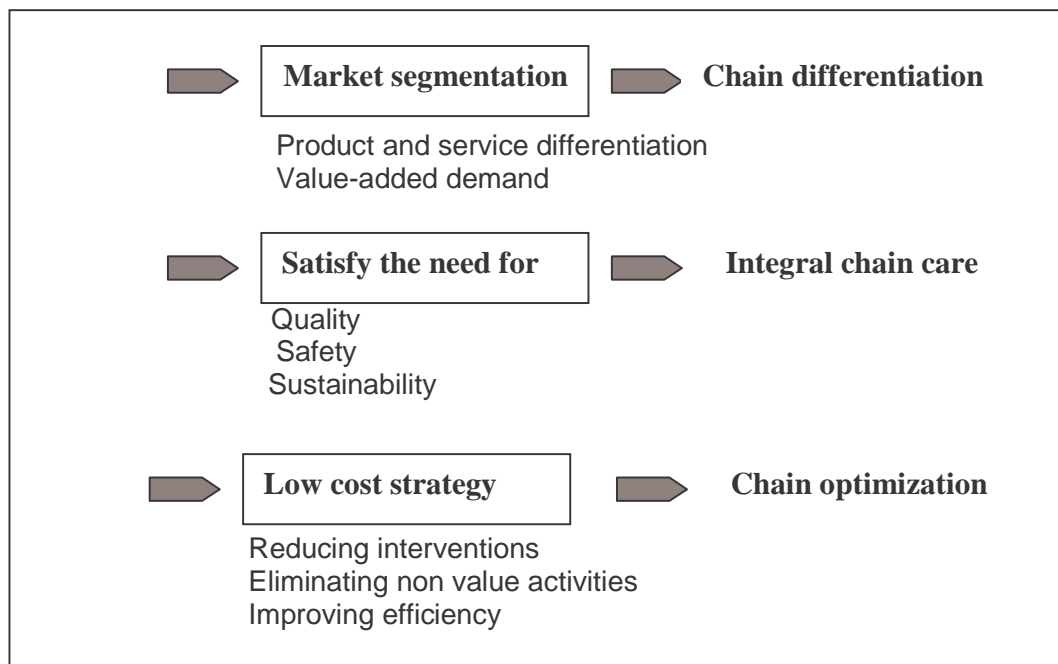 Market segmentation
Chain differentiation
Product and service differentiation
Value-added demand
Satisfy the need for
Integral chain care
Quality
Safety
Sustainability
Low cost strategy
Chain optimization
Reducing interventions
Eliminating non value activities
Improving efficiency